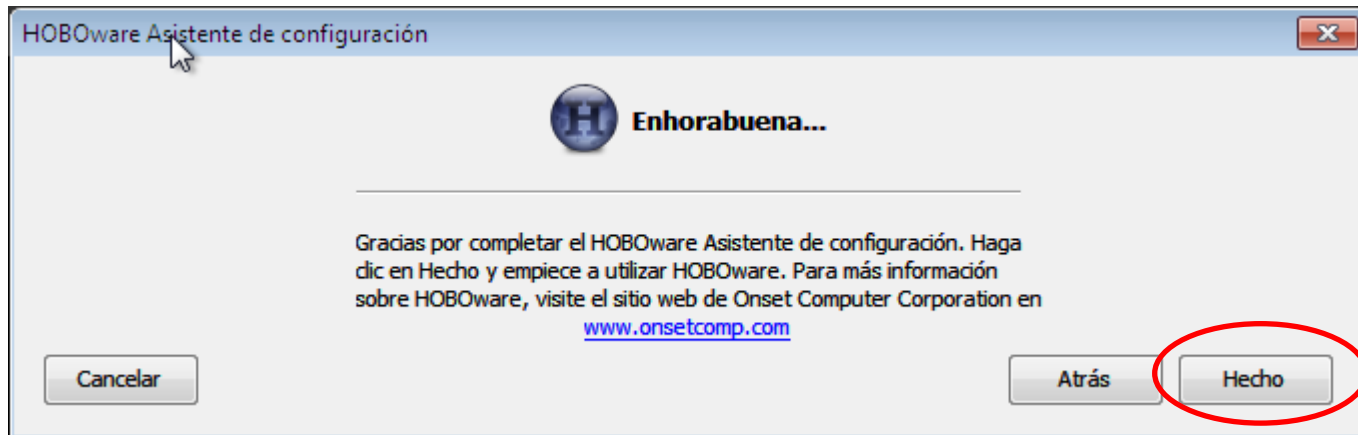 HOBOware Asistente de configuración
H Enhorabuena...
Gracias por completar el HOBOware Asistente de configuración. Haga
clic en Hecho y empiece a utilizar HOBOware. Para más información
sobre HOBOware, visite el sitio web de Onset Computer Corporation en
www.onsetcomp.com
Cancelar Atrás Hecho